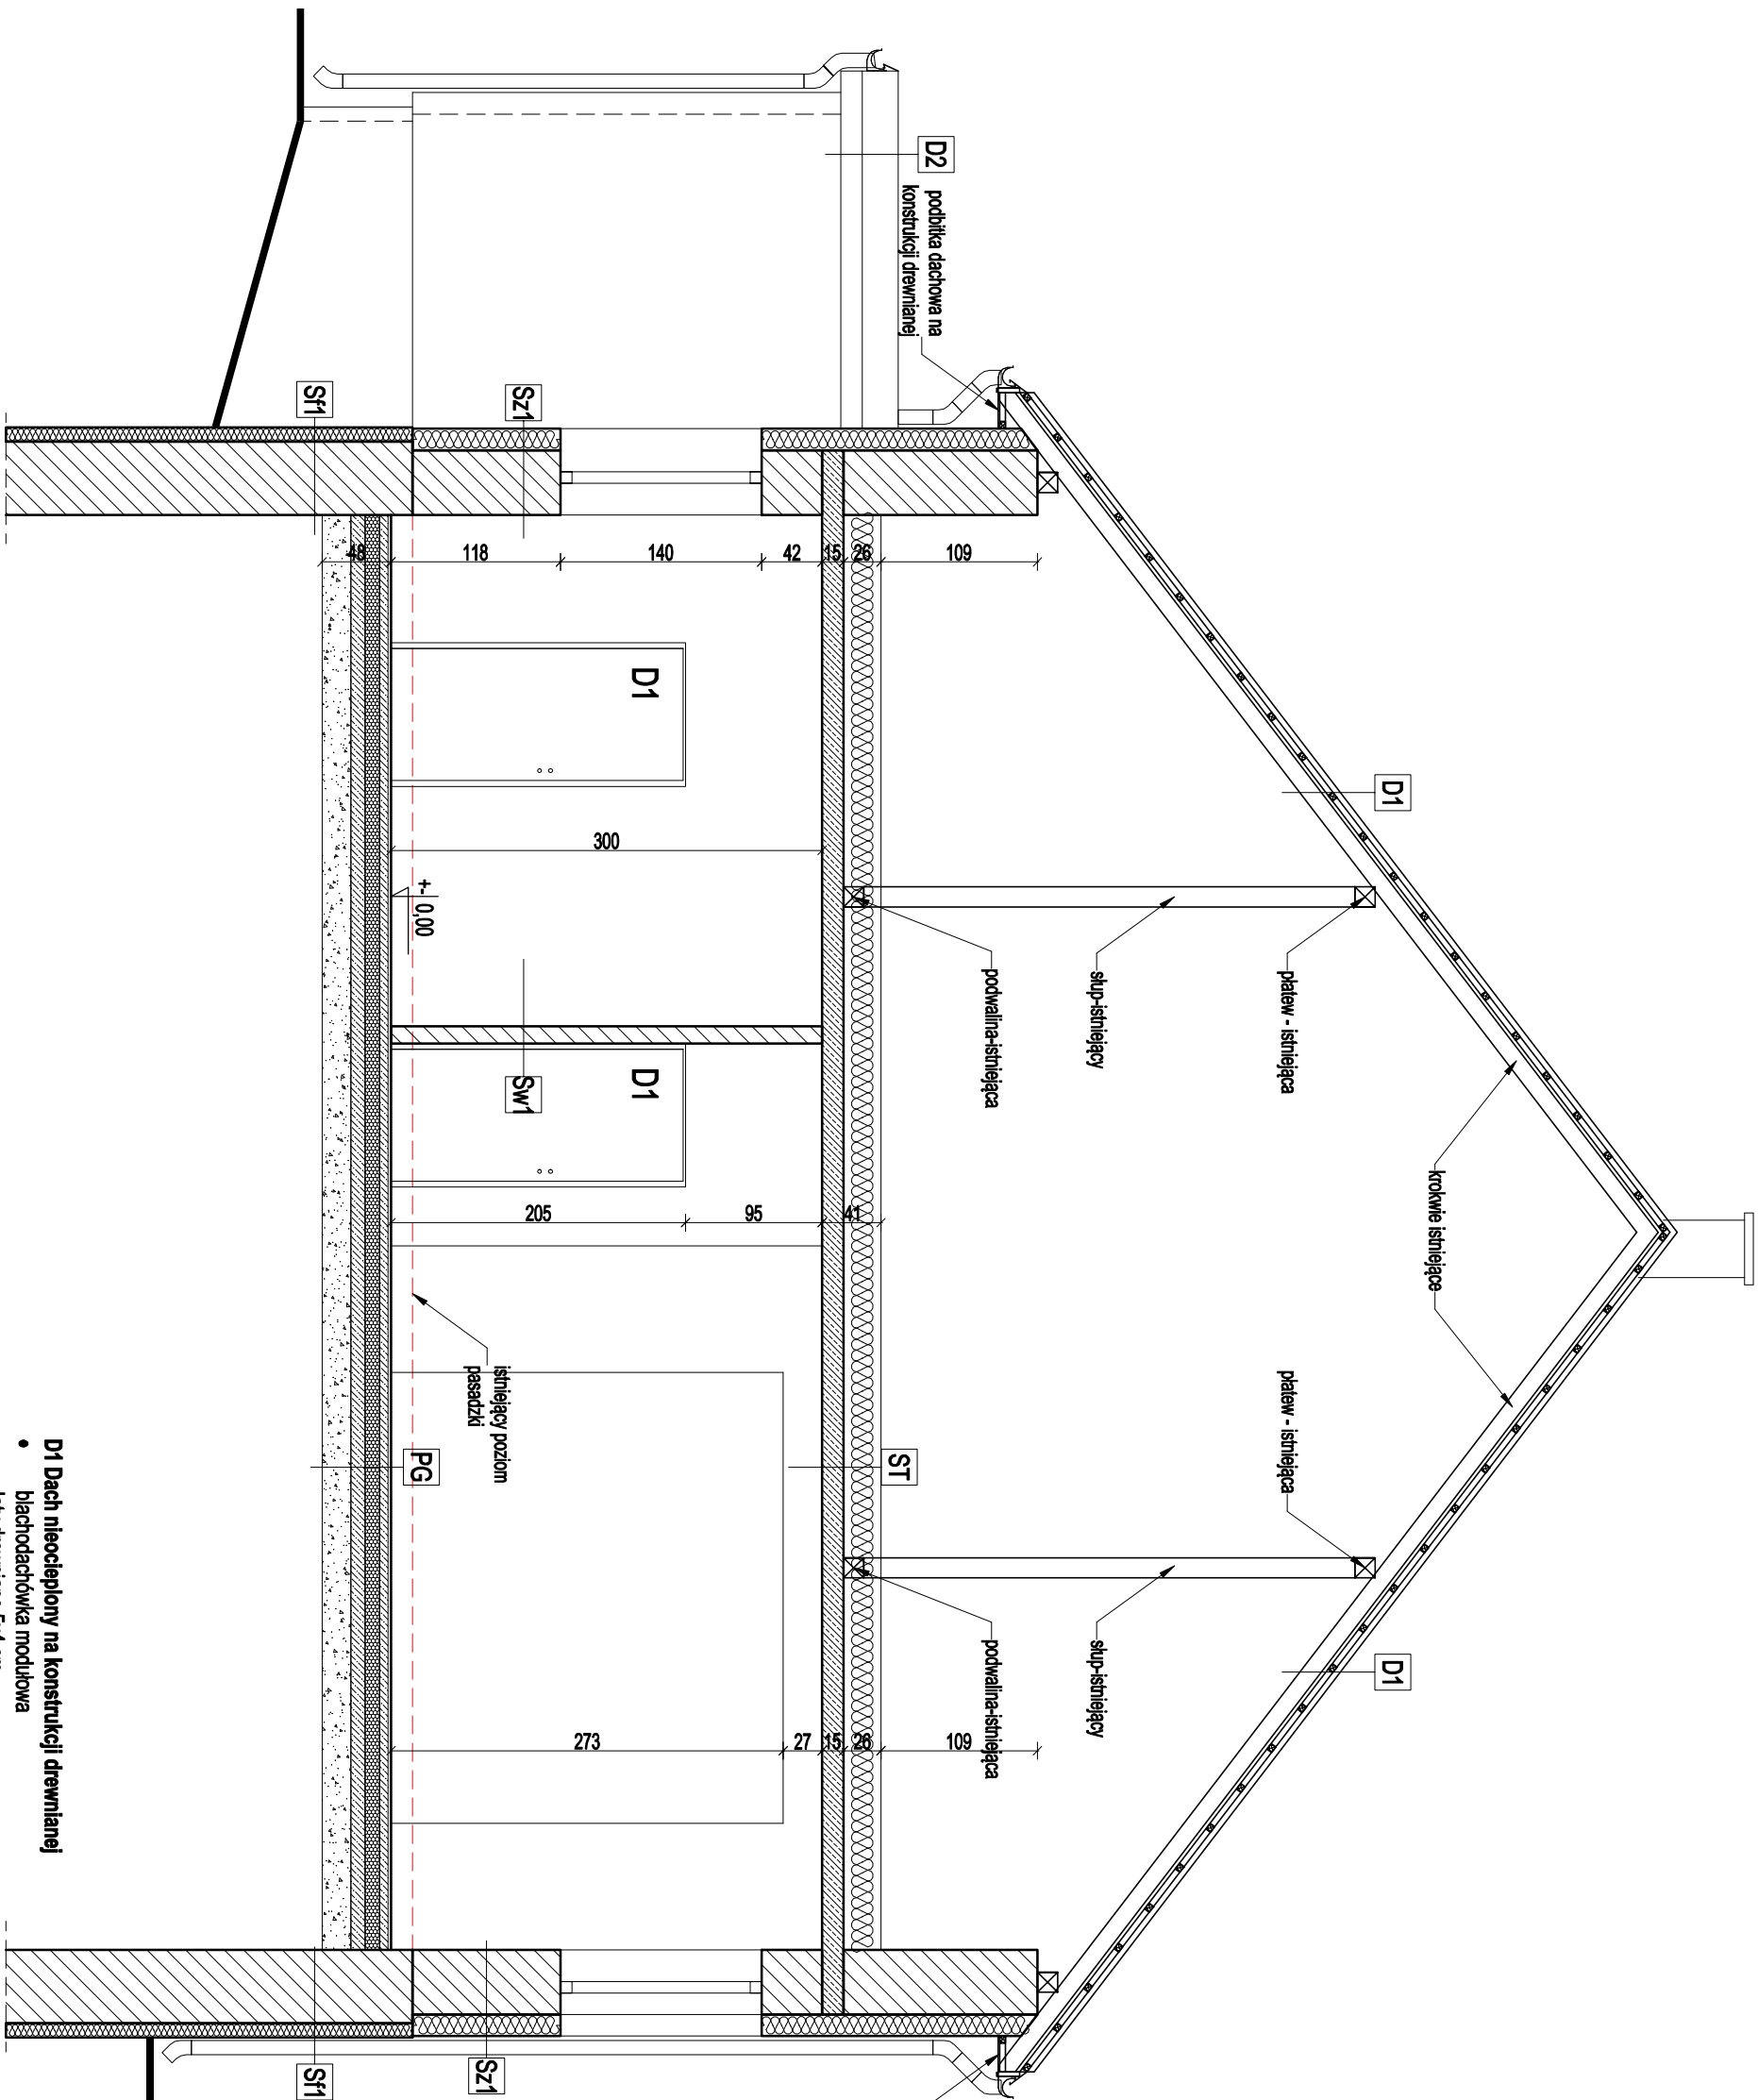 D2
podbitka dachowa na
konstrukcji drewnianej
D1
D1
krokwie istniejące
płatew - istniejąca
płatew - istniejąca
słup-istniejący
słup-istniejący
podwalina-istniejąca
podwalina-istniejąca
ST
109
26
15
42
140
118
48
109
26
15
27
273
41
95
205
300
D1
D1
Sz1
Sw1
Sz1
+- 0,00
istniejący poziom
pasadzki
PG
Sf1
Sf1
D1 Dach nieocieplony na konstrukcji drewnianej
• blachodachówka modułowa